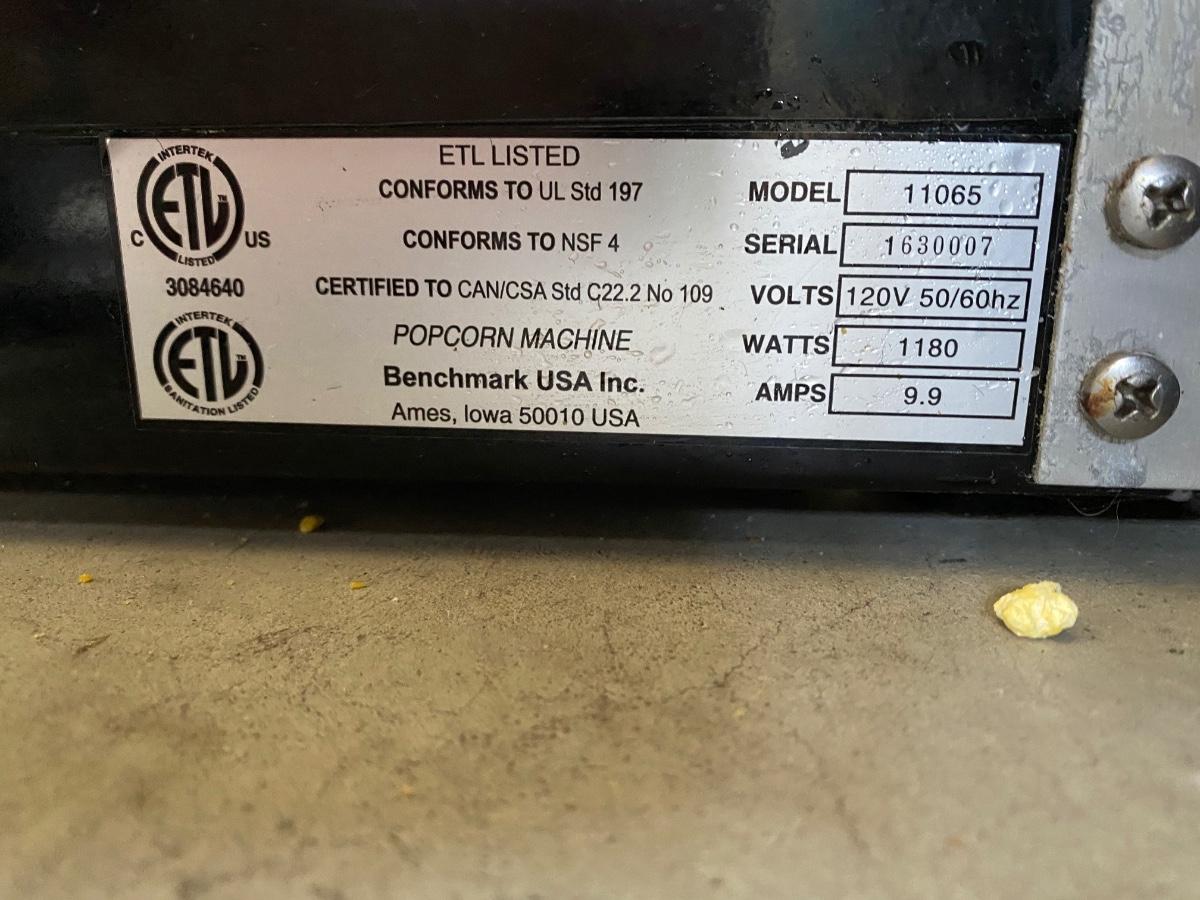 INTERTEK
ETL™
LISTED
C US
3084640
INTERTEK
ETL™
SANITATION LISTED
ETL LISTED
CONFORMS TO UL Std 197
CONFORMS TO NSF 4
CERTIFIED TO CAN/CSA Std C22.2 No 109
POPCORN MACHINE
Benchmark USA Inc.
Ames, Iowa 50010 USA
MODEL 11065
SERIAL 1630007
VOLTS 120V 50/60hz
WATTS 1180
AMPS 9.9